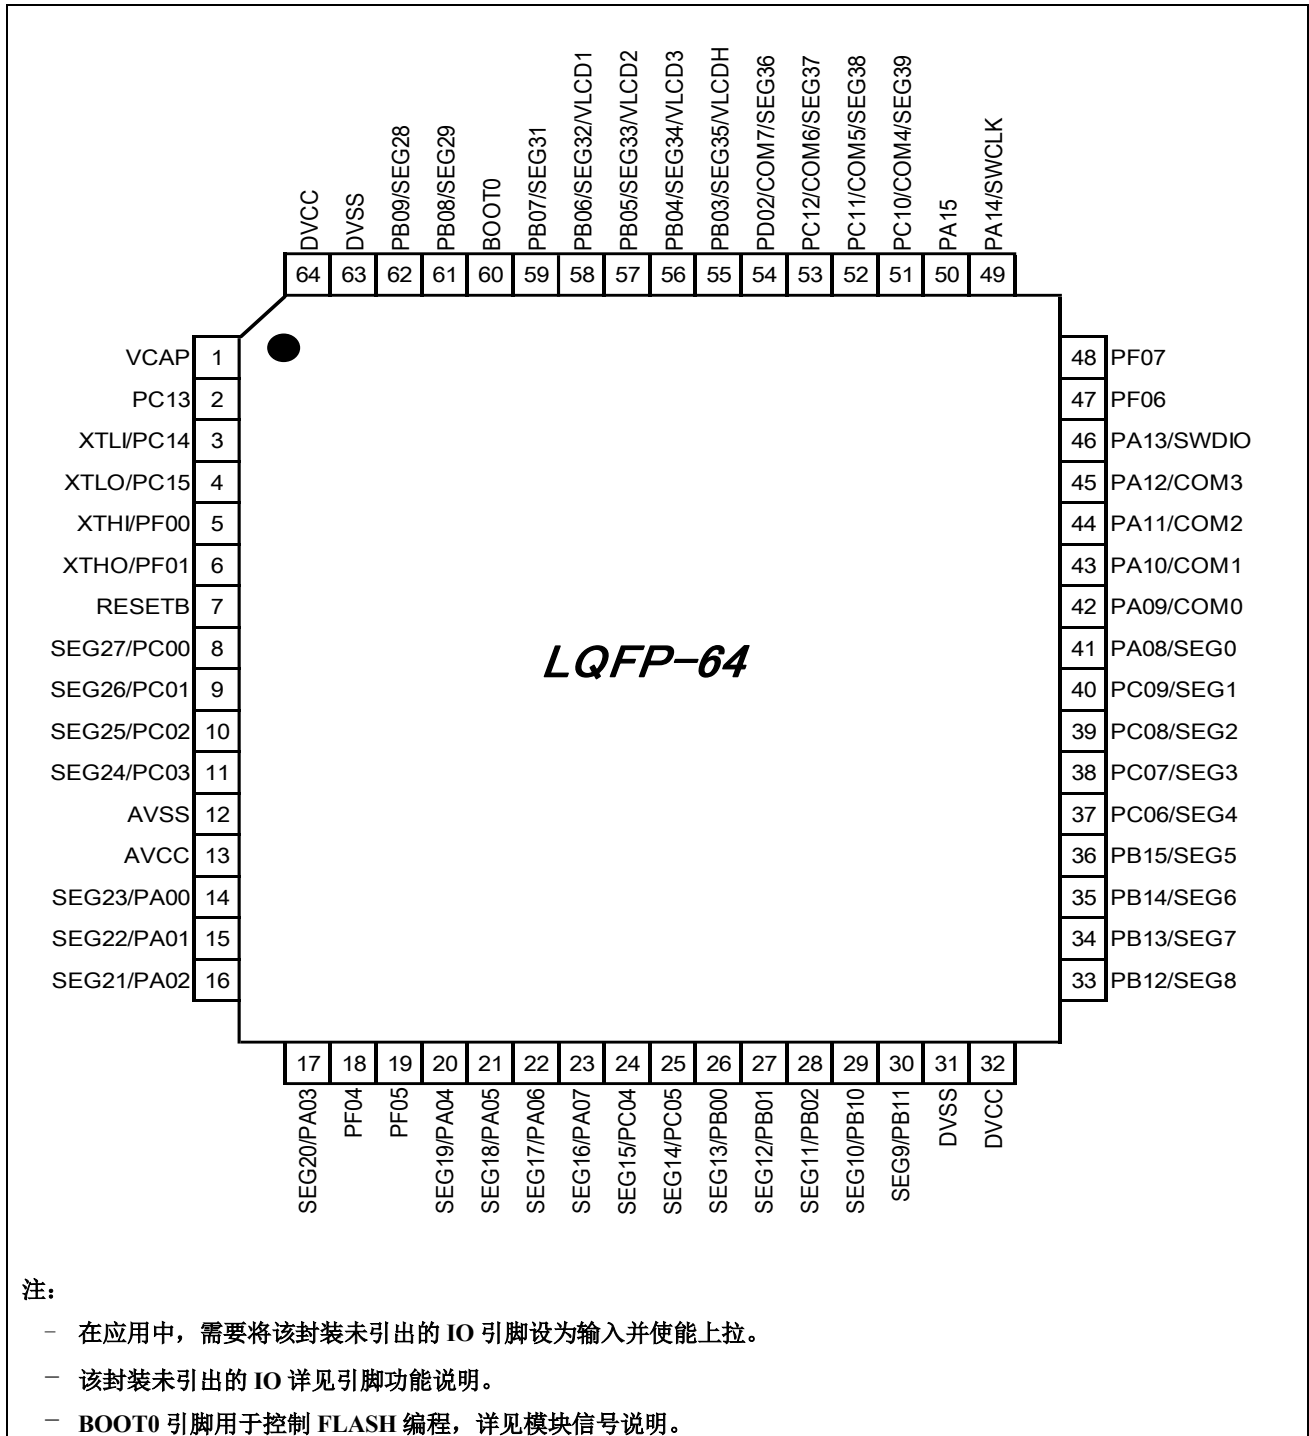 DVCC
DVSS
PB09/SEG28
PB08/SEG29
BOOT0
PB07/SEG31
PB06/SEG32/VLCD1
PB05/SEG33/VLCD2
PB04/SEG34/VLCD3
PB03/SEG35/VLCDH
PD02/COM7/SEG36
PC12/COM6/SEG37
PC11/COM5/SEG38
PC10/COM4/SEG39
PA15
PA14/SWCLK
64 63 62 61 60 59 58 57 56 55 54 53 52 51 50 49
VCAP 1
PC13 2
XTLI/PC14 3
XTLO/PC15 4
XTHI/PF00 5
XTHO/PF01 6
RESETB 7
SEG27/PC00 8
SEG26/PC01 9
SEG25/PC02 10
SEG24/PC03 11
AVSS 12
AVCC 13
SEG23/PA00 14
SEG22/PA01 15
SEG21/PA02 16
LQFP-64
48 PF07
47 PF06
46 PA13/SWDIO
45 PA12/COM3
44 PA11/COM2
43 PA10/COM1
42 PA09/COM0
41 PA08/SEG0
40 PC09/SEG1
39 PC08/SEG2
38 PC07/SEG3
37 PC06/SEG4
36 PB15/SEG5
35 PB14/SEG6
34 PB13/SEG7
33 PB12/SEG8
17 18 19 20 21 22 23 24 25 26 27 28 29 30 31 32
SEG20/PA03
PF04
PF05
SEG19/PA04
SEG18/PA05
SEG17/PA06
SEG16/PA07
SEG15/PC04
SEG14/PC05
SEG13/PB00
SEG12/PB01
SEG11/PB02
SEG10/PB10
SEG9/PB11
DVSS
DVCC
注：
－ 在应用中，需要将该封装未引出的 IO 引脚设为输入并使能上拉。
－ 该封装未引出的 IO 详见引脚功能说明。
－ BOOT0 引脚用于控制 FLASH 编程，详见模块信号说明。